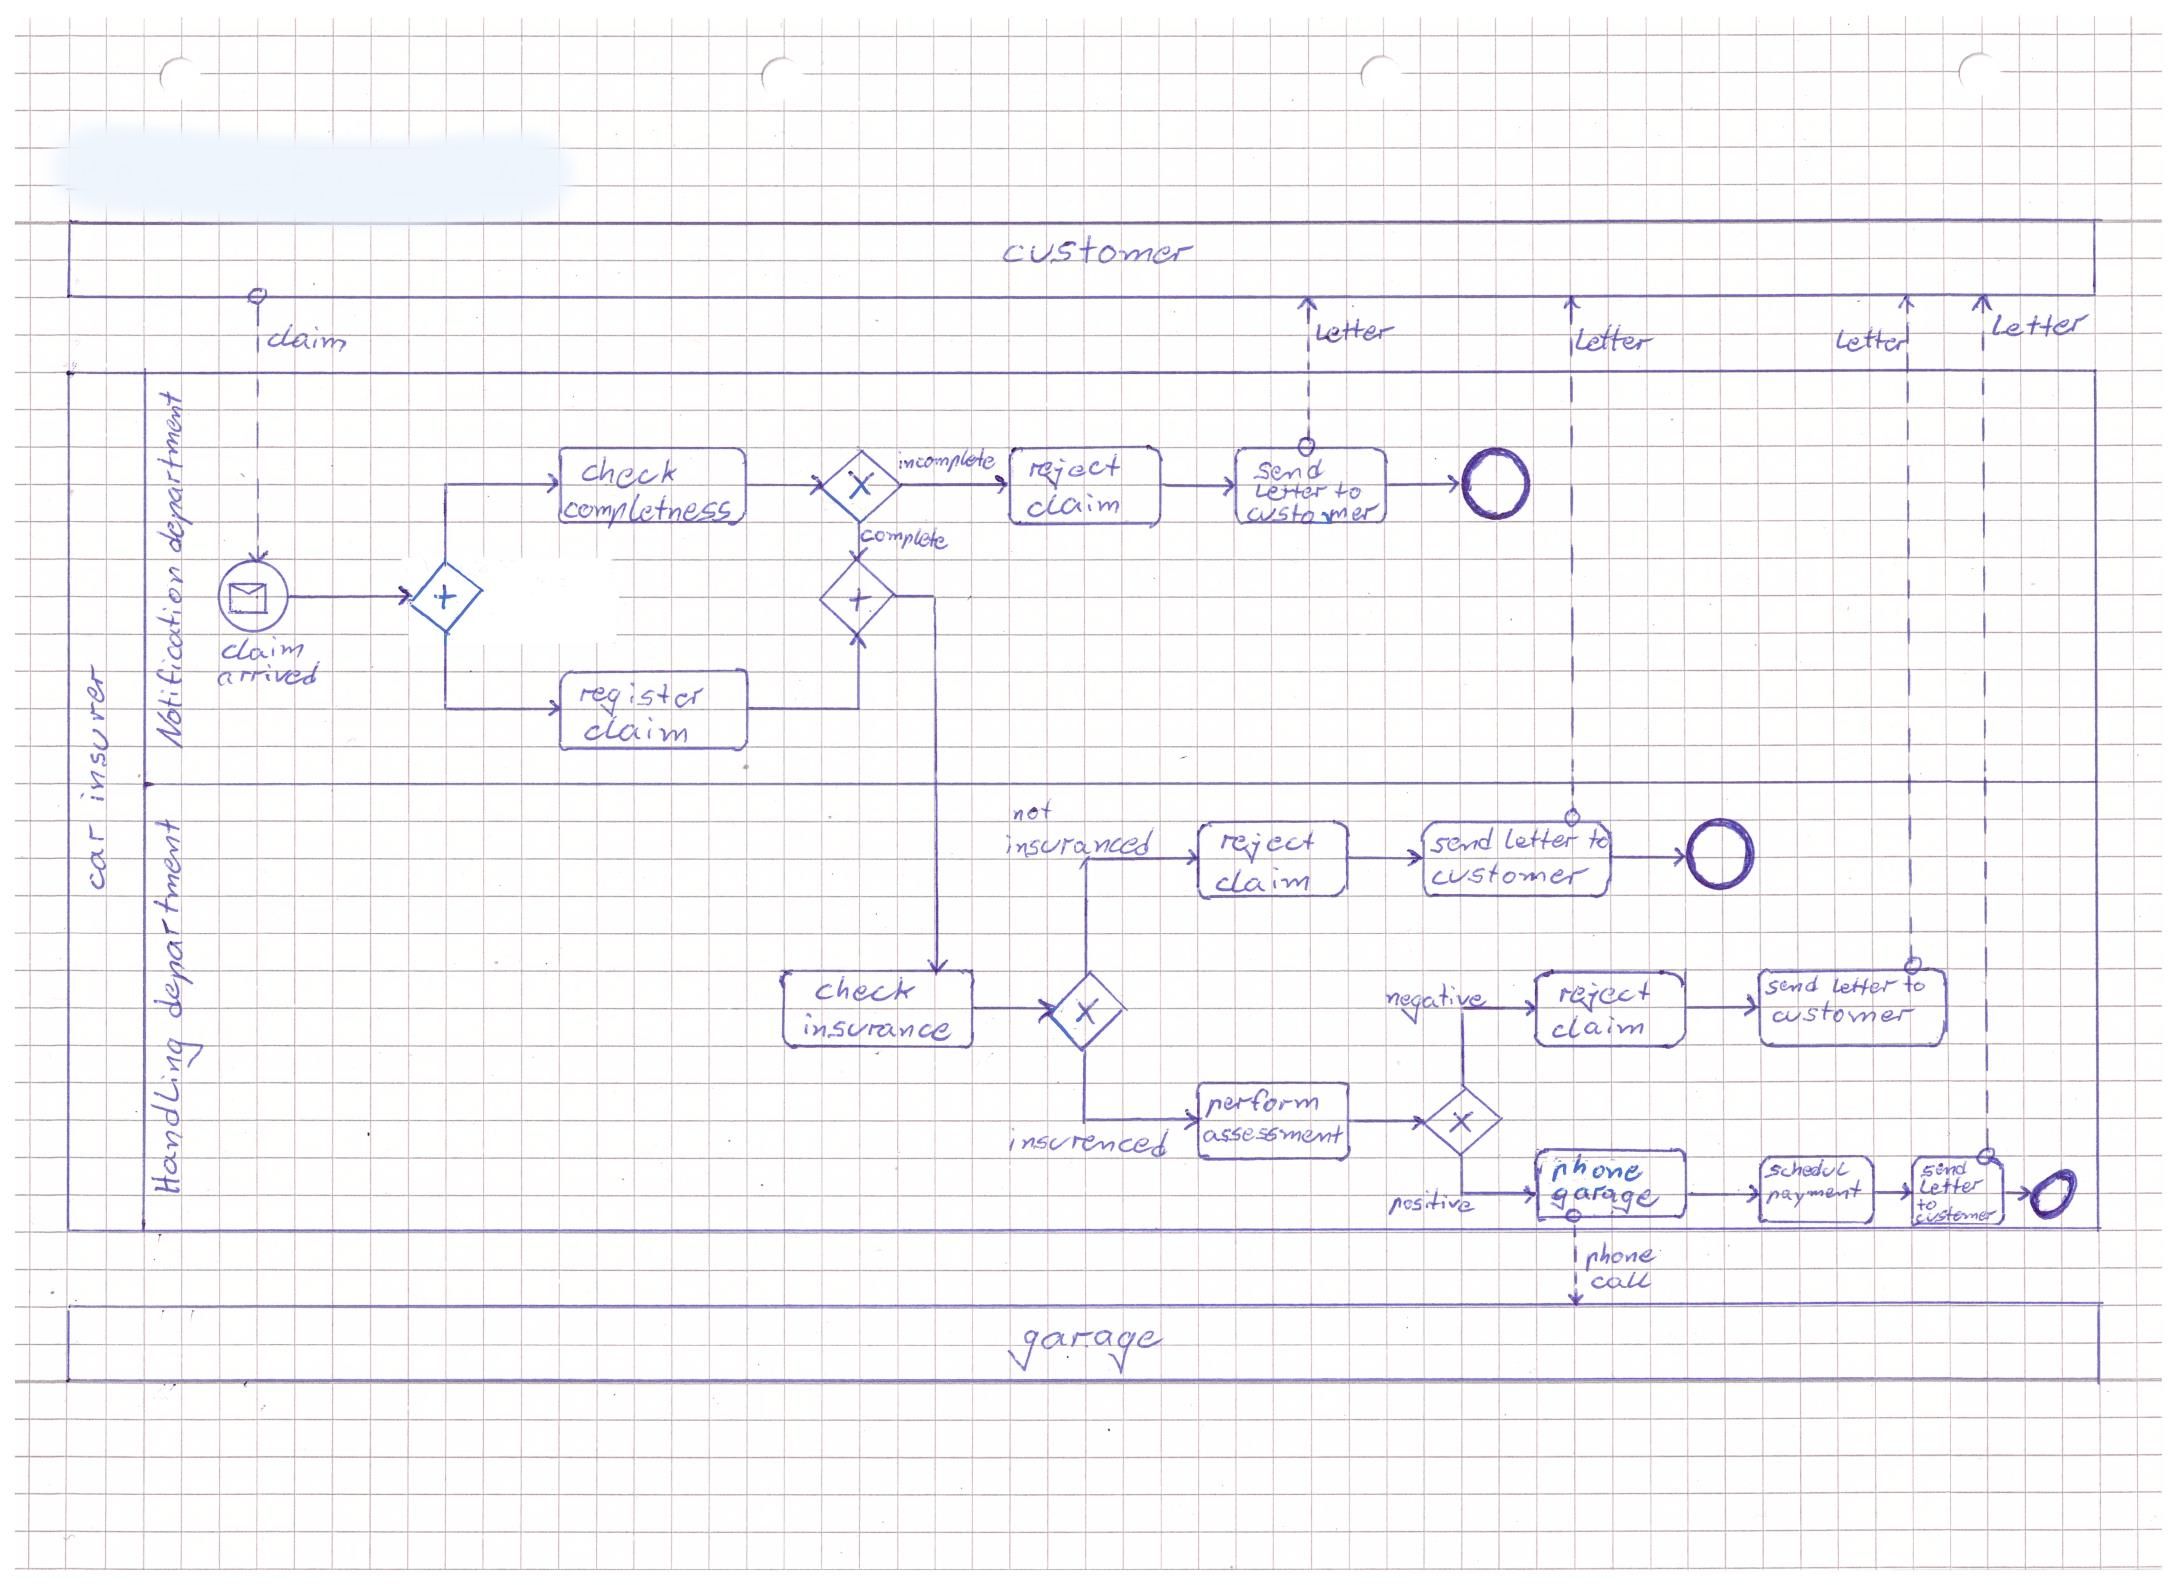 customer
claim
Letter
Letter
Letter
Letter
car insurer
Notification department
claim
arrived
check
completness
incomplete
complete
reject
claim
send
Letter to
customer
register
claim
Handling department
not
insuranced
reject
claim
send letter to
customer
check
insurance
negative
reject
claim
send letter to
customer
insurenced
perform
assessment
positive
phone
garage
schedul
payment
send
Letter
to
customer
phone
call
garage